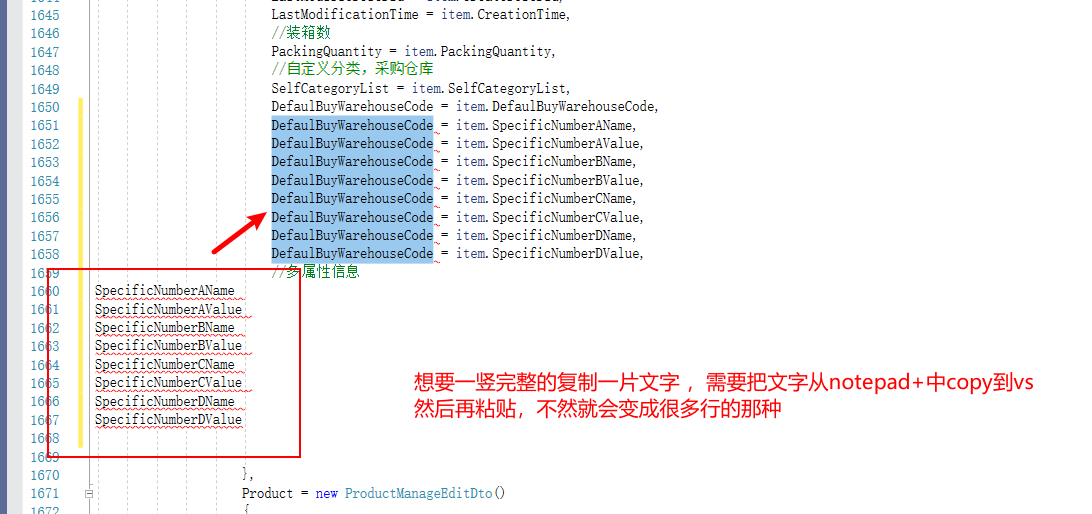 1645 LastModificationTime = item.CreationTime,
1646 //装箱数
1647 PackingQuantity = item.PackingQuantity,
1648 //自定义分类，采购仓库
1649 SelfCategoryList = item.SelfCategoryList,
1650 DefaulBuyWarehouseCode = item.DefaulBuyWarehouseCode,
1651 DefaulBuyWarehouseCode = item.SpecificNumberAName,
1652 DefaulBuyWarehouseCode = item.SpecificNumberAValue,
1653 DefaulBuyWarehouseCode = item.SpecificNumberBName,
1654 DefaulBuyWarehouseCode = item.SpecificNumberBValue,
1655 DefaulBuyWarehouseCode = item.SpecificNumberCName,
1656 DefaulBuyWarehouseCode = item.SpecificNumberCValue,
1657 DefaulBuyWarehouseCode = item.SpecificNumberDName,
1658 DefaulBuyWarehouseCode = item.SpecificNumberDValue,
1659 //多属性信息
1660 SpecificNumberAName
1661 SpecificNumberAValue
1662 SpecificNumberBName
1663 SpecificNumberBValue
1664 SpecificNumberCName
1665 SpecificNumberCValue
1666 SpecificNumberDName
1667 SpecificNumberDValue
1668
1669
想要一竖完整的复制一片文字 ，需要把文字从notepad+中copy到vs
然后再粘贴，不然就会变成很多行的那种
1670 },
1671 Product = new ProductManageEditDto()
1672 {